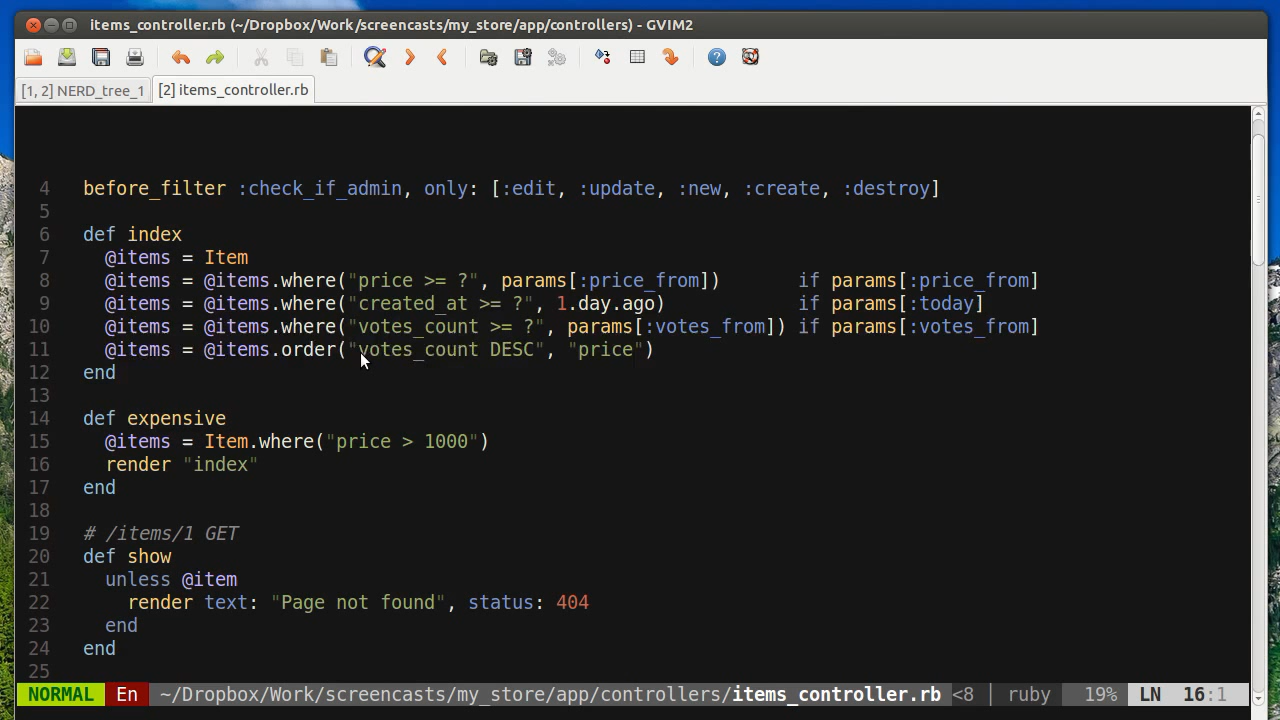 items_controller.rb (~/Dropbox/Work/screencasts/my_store/app/controllers) - GVIM2
[1, 2] NERD_tree_1 [2] items_controller.rb
4 before_filter :check_if_admin, only: [:edit, :update, :new, :create, :destroy]
5
6 def index
7 @items = Item
8 @items = @items.where("price >= ?", params[:price_from]) if params[:price_from]
9 @items = @items.where("created_at >= ?", 1.day.ago) if params[:today]
10 @items = @items.where("votes_count >= ?", params[:votes_from]) if params[:votes_from]
11 @items = @items.order("votes_count DESC", "price")
12 end
13
14 def expensive
15 @items = Item.where("price > 1000")
16 render "index"
17 end
18
19 # /items/1 GET
20 def show
21 unless @item
22 render text: "Page not found", status: 404
23 end
24 end
25
NORMAL En ~/Dropbox/Work/screencasts/my_store/app/controllers/items_controller.rb <8 | ruby 19% LN 16:1